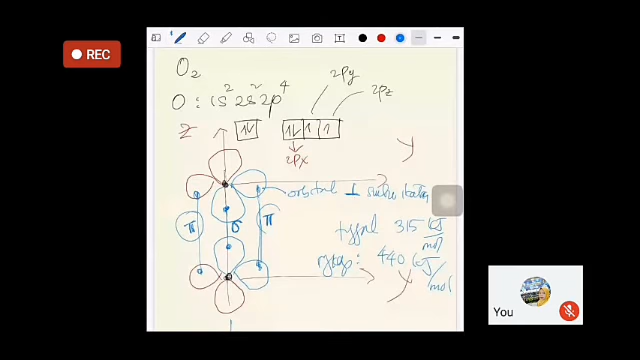 REC
O₂
2py
O : 1s² 2s² 2p⁴
2pz
Z
2px
y
orbital ⊥
315 kJ/mol
π σ π
440 kJ/mol
y
You